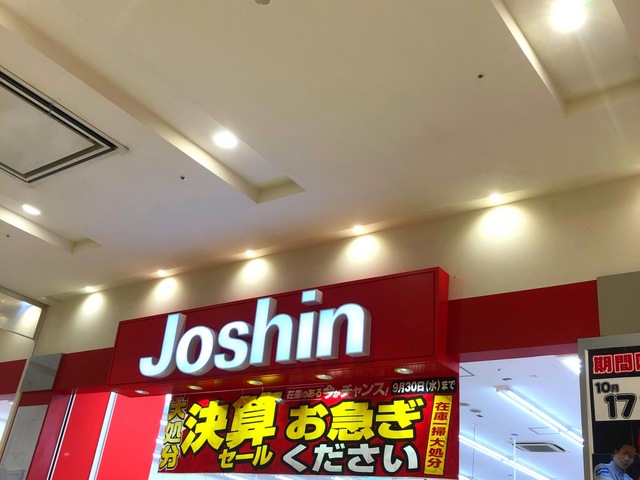 Joshin
在庫のある今がチャンス! 9月30日(水)まで
大処分
決算
セール
お急ぎ
ください
在庫一掃大処分
期間
10月
17